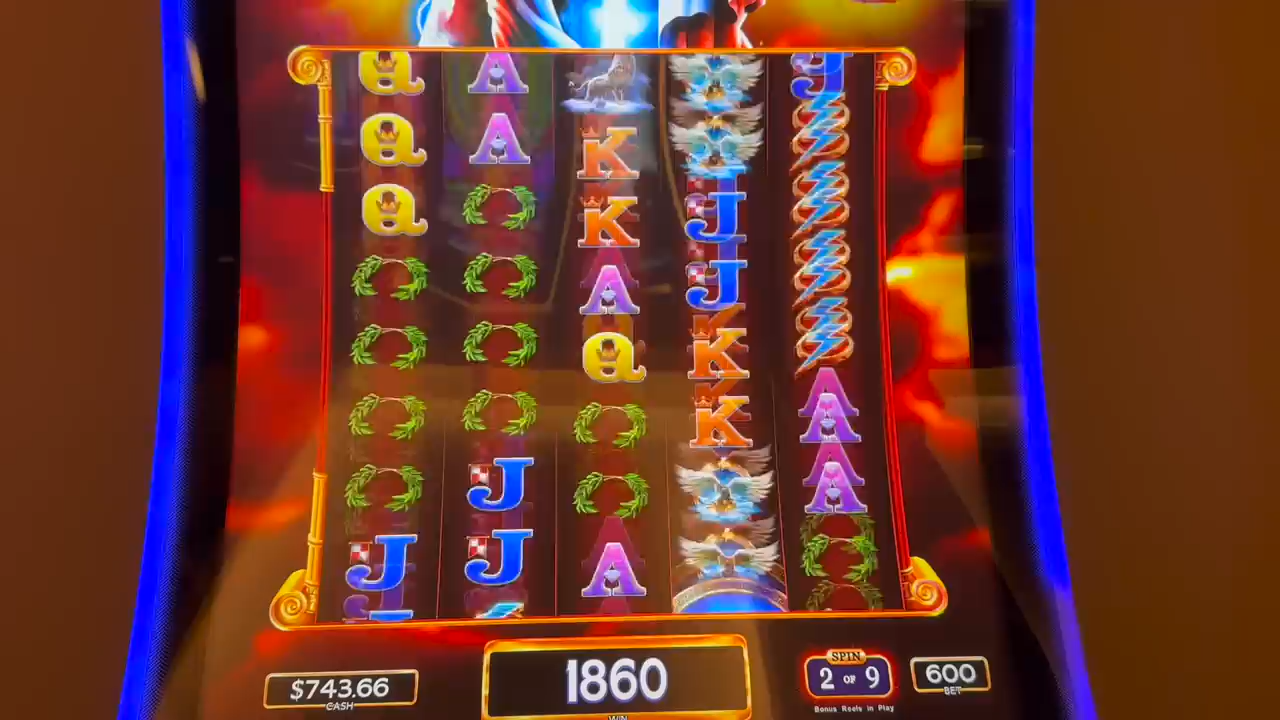 Q A J
Q A K
Q K J
A J
Q K A
J K A
J J A
$743.66
CASH
1860
WIN
SPIN
2 OF 9
Bonus Reels in Play
600
BET